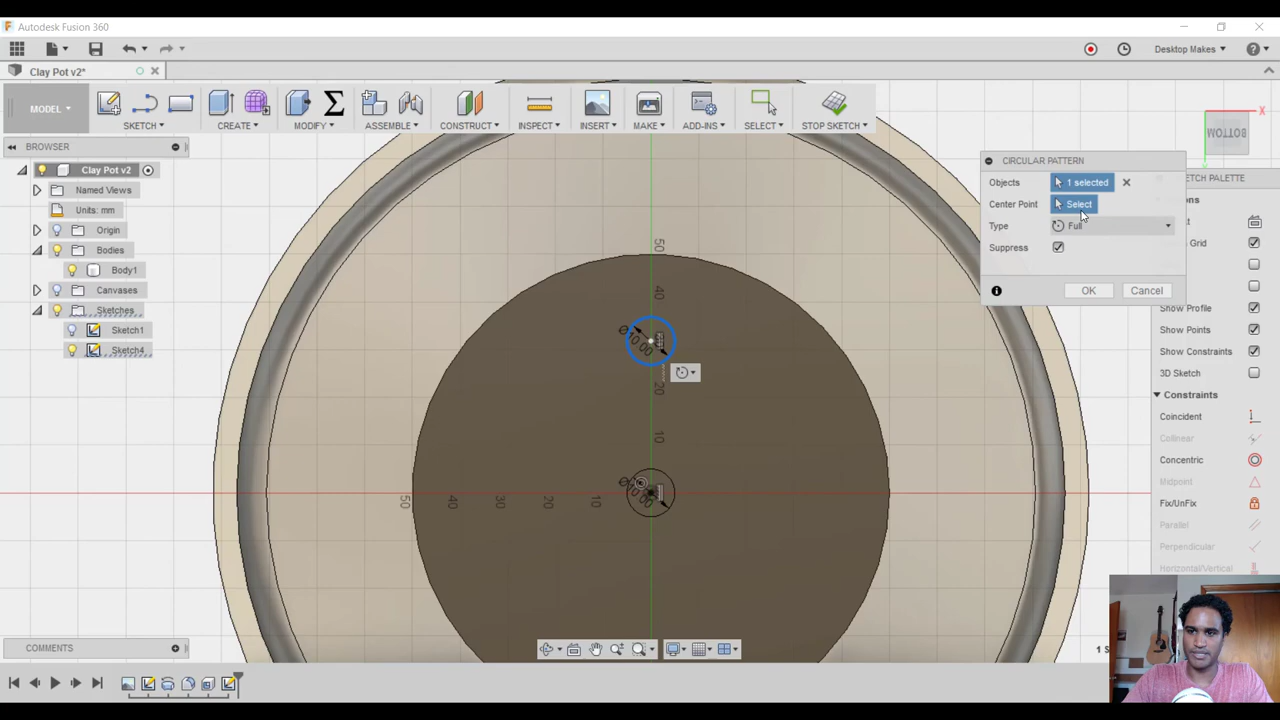 Autodesk Fusion 360
Clay Pot v2*
Desktop Makes
MODEL
SKETCH
CREATE
MODIFY
ASSEMBLE
CONSTRUCT
INSPECT
INSERT
MAKE
ADD-INS
SELECT
STOP SKETCH
BROWSER
Clay Pot v2
Named Views
Units: mm
Origin
Bodies
Body1
Canvases
Sketches
Sketch1
Sketch4
X
BOTTOM
CIRCULAR PATTERN
Objects
1 selected
Center Point
Select
Type
Full
Suppress
OK
Cancel
Show Profile
Show Points
Show Constraints
3D Sketch
Constraints
Coincident
Collinear
Concentric
Midpoint
Fix/UnFix
Parallel
Perpendicular
Horizontal/Vertical
50
40
Ø10.00
20
10
Ø10.00
50 40 30 20 10
COMMENTS